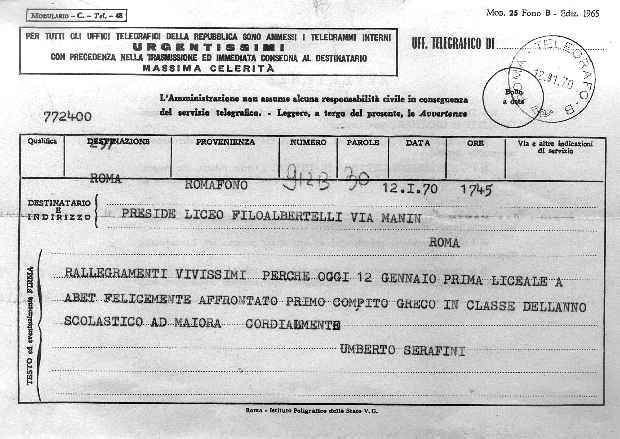 MODULARIO - C. - Tel. - 48
Mod. 25 Fono B - Ediz. 1965
PER TUTTI GLI UFFICI TELEGRAFICI DELLA REPUBBLICA SONO AMMESSI I TELEGRAMMI INTERNI
URGENTISSIMI
CON PRECEDENZA NELLA TRASMISSIONE ED IMMEDIATA CONSEGNA AL DESTINATARIO
MASSIMA CELERITÀ
UFF. TELEGRAFICO DI
12.01.70
Bollo
a data
L'Amministrazione non assume alcuna responsabilità civile in conseguenza
del servizio telegrafico. - Leggere, a tergo del presente, le Avvertenze
772400
Qualifica DESTINAZIONE PROVENIENZA NUMERO PAROLE DATA ORE Via e altre indicazioni di servizio
ROMA ROMAFONO 912B 30 12.I.70 1745
DESTINATARIO
E
INDIRIZZO
PRESIDE LICEO FILOALBERTELLI VIA MANIN
ROMA
TESTO ed eventualmente FIRMA
RALLEGRAMENTI VIVISSIMI PERCHE OGGI 12 GENNAIO PRIMA LICEALE A
ABET FELICEMENTE AFFRONTATO PRIMO COMPITO GRECO IN CLASSE DELLANNO
SCOLASTICO AD MAIORA CORDIALMENTE
UMBERTO SERAFINI
Roma - Istituto Poligrafico dello Stato V. G.